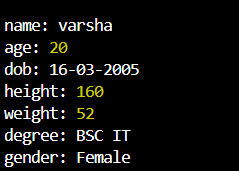 name: varsha
age: 20
dob: 16-03-2005
height: 160
weight: 52
degree: BSC IT
gender: Female